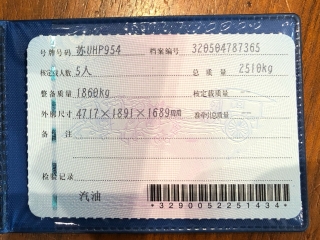 号牌号码 苏UHP954 档案编号 320504787365
核定载人数 5人 总质量 2510kg
整备质量 1860kg 核定载质量
外廓尺寸 4717×1891×1689mm 准牵引总质量
备注
检验记录
汽油
*3290052251434*